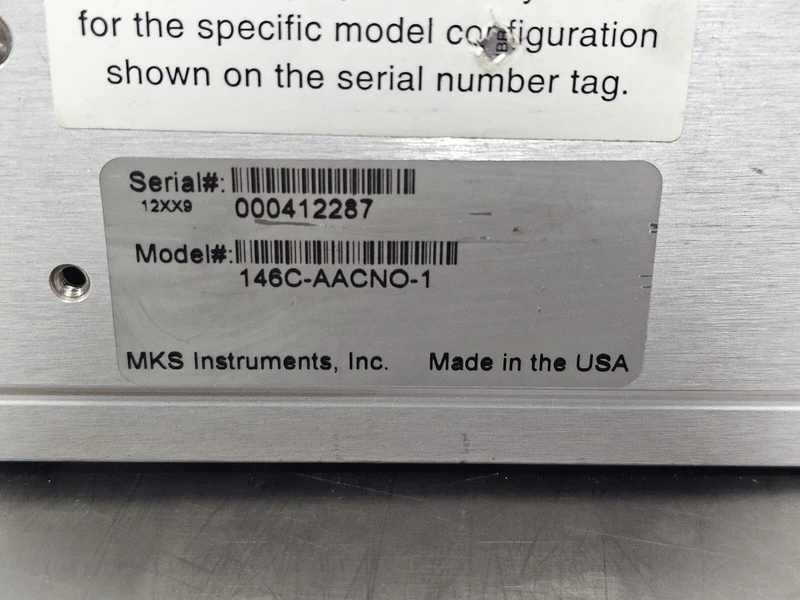 for the specific model configuration
shown on the serial number tag.
Serial#:
12XX9 000412287
Model#:
146C-AACNO-1
MKS Instruments, Inc. Made in the USA